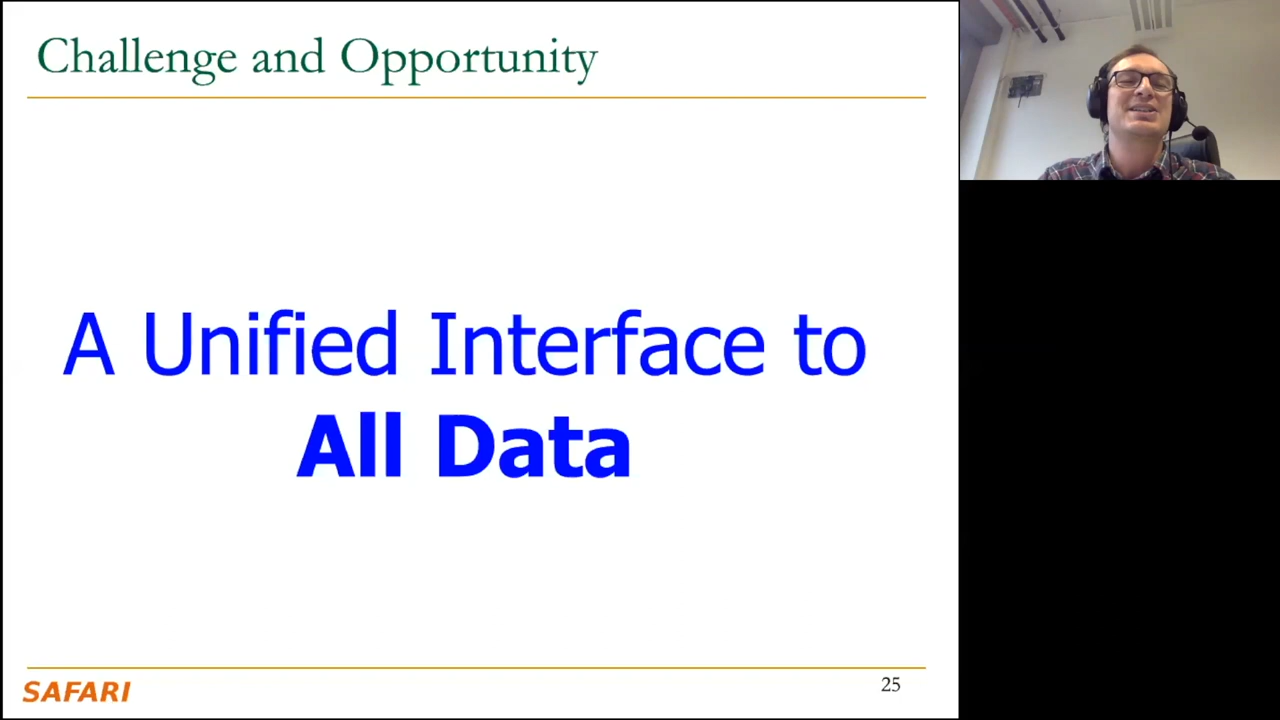 Challenge and Opportunity
A Unified Interface to
All Data
SAFARI
25